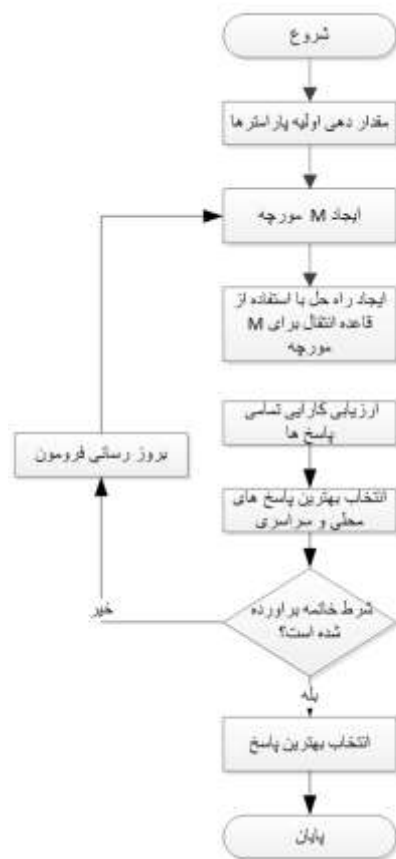 شروع
مقدار دهی اولیه پارامترها
ایجاد M مورچه
ایجاد راه حل با استفاده از
قاعده انتقال برای M
مورچه
ارزیابی کارایی تمامی
پاسخ ها
بروز رسانی فرومون
انتخاب بهترین پاسخ های
محلی و سراسری
شرط خاتمه براورده
شده است؟
خیر
بله
انتخاب بهترین پاسخ
پایان